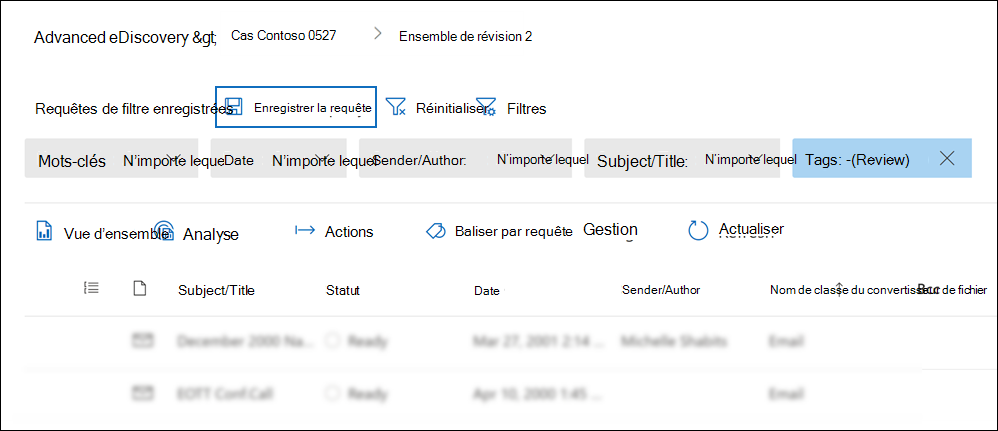 Advanced eDiscovery &gt; Cas Contoso 0527 > Ensemble de révision 2
Requêtes de filtre enregistrées Enregistrer la requête Réinitialiser Filtres
Mots-clés N'importe lequel Date N'importe lequel Sender/Author: N'importe lequel Subject/Title: N'importe lequel Tags: -(Review)
Vue d'ensemble Analyse Actions Baliser par requête Gestion Actualiser
Subject/Title Statut Date Sender/Author Nom de classe du convertisseur de fichier
December 2000 Na... Ready Mar 27, 2001 2:14 ... Michelle Email
EOTT Conf.Call Ready Apr 10, 2000 1:45 ... Email